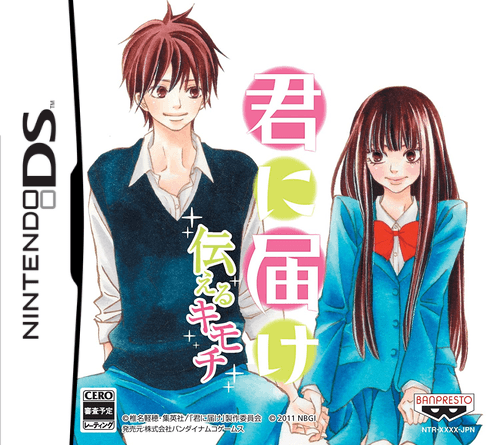 NINTENDO DS™
君に届け
伝えるキモチ
CERO
審査予定
レーティング
©椎名軽穂・集英社/「君に届け」製作委員会 ©2011 NBGI
発売元:株式会社バンダイナムコゲームス
BANPRESTO
NTR-XXXX-JPN